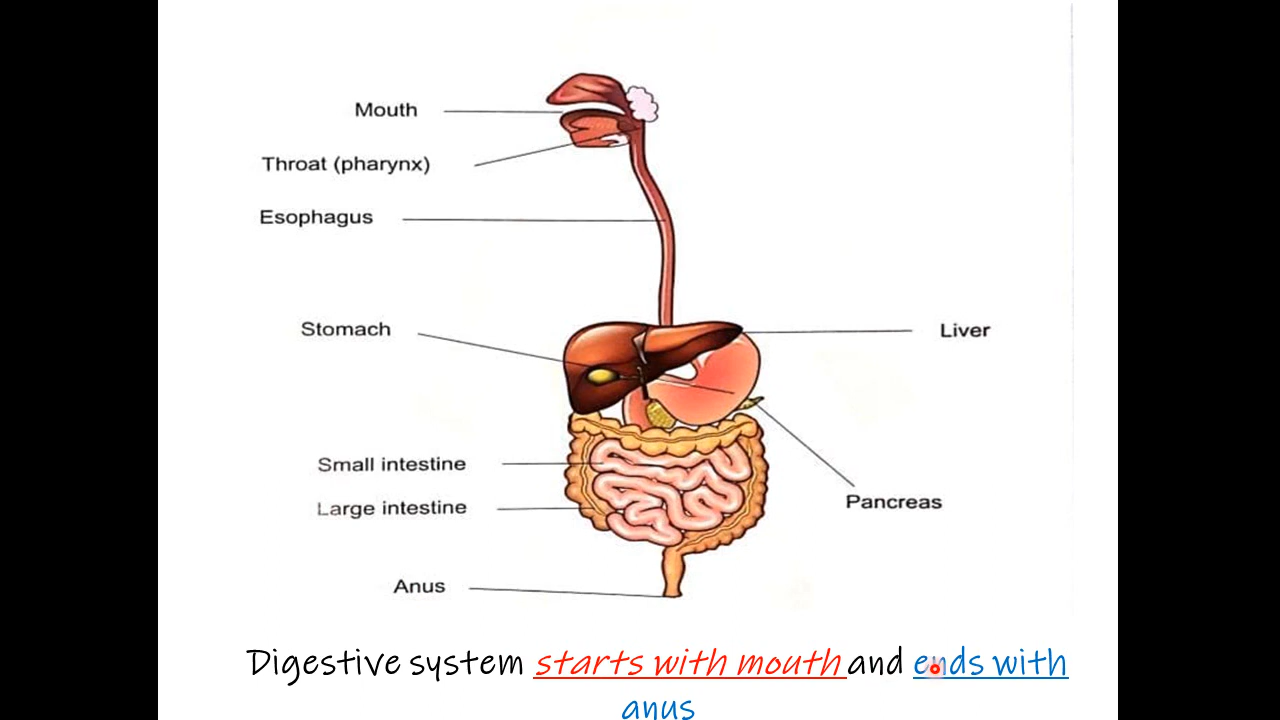 Mouth
Throat (pharynx)
Esophagus
Stomach
Liver
Small intestine
Pancreas
Large intestine
Anus
Digestive system starts with mouth and ends with
anus